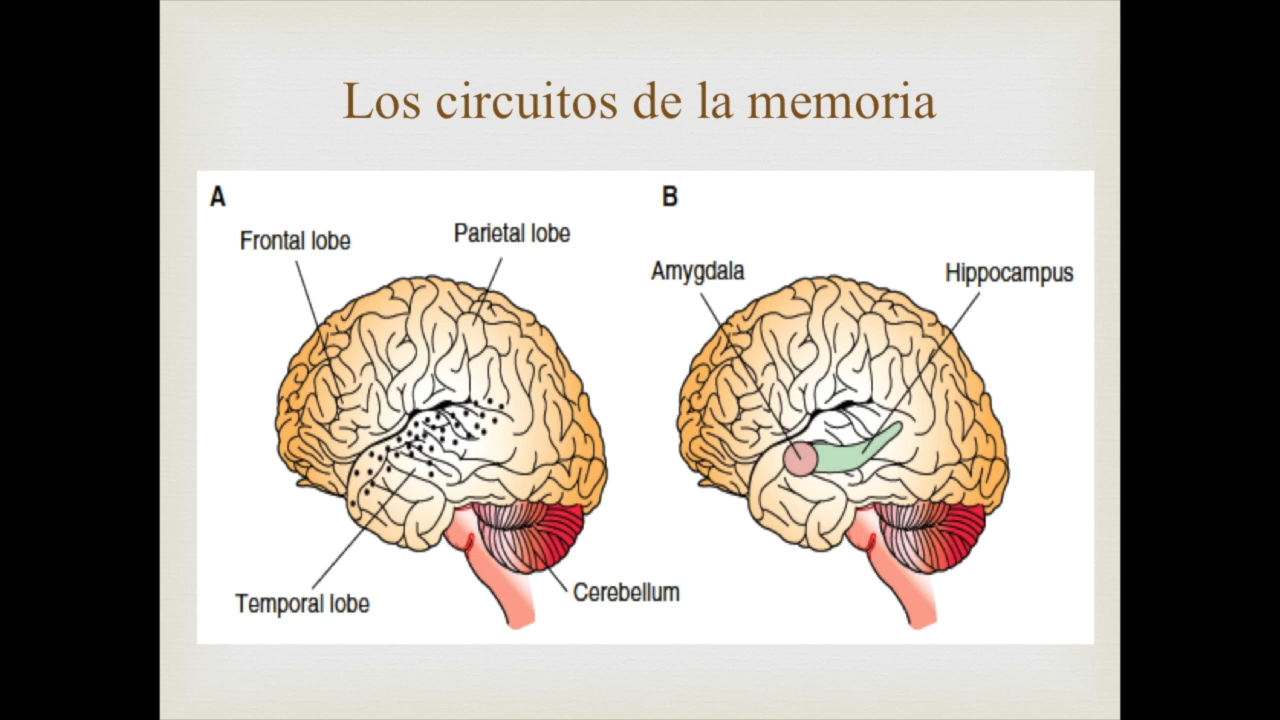 Los circuitos de la memoria
A
Frontal lobe
Parietal lobe
Temporal lobe
Cerebellum
B
Amygdala
Hippocampus